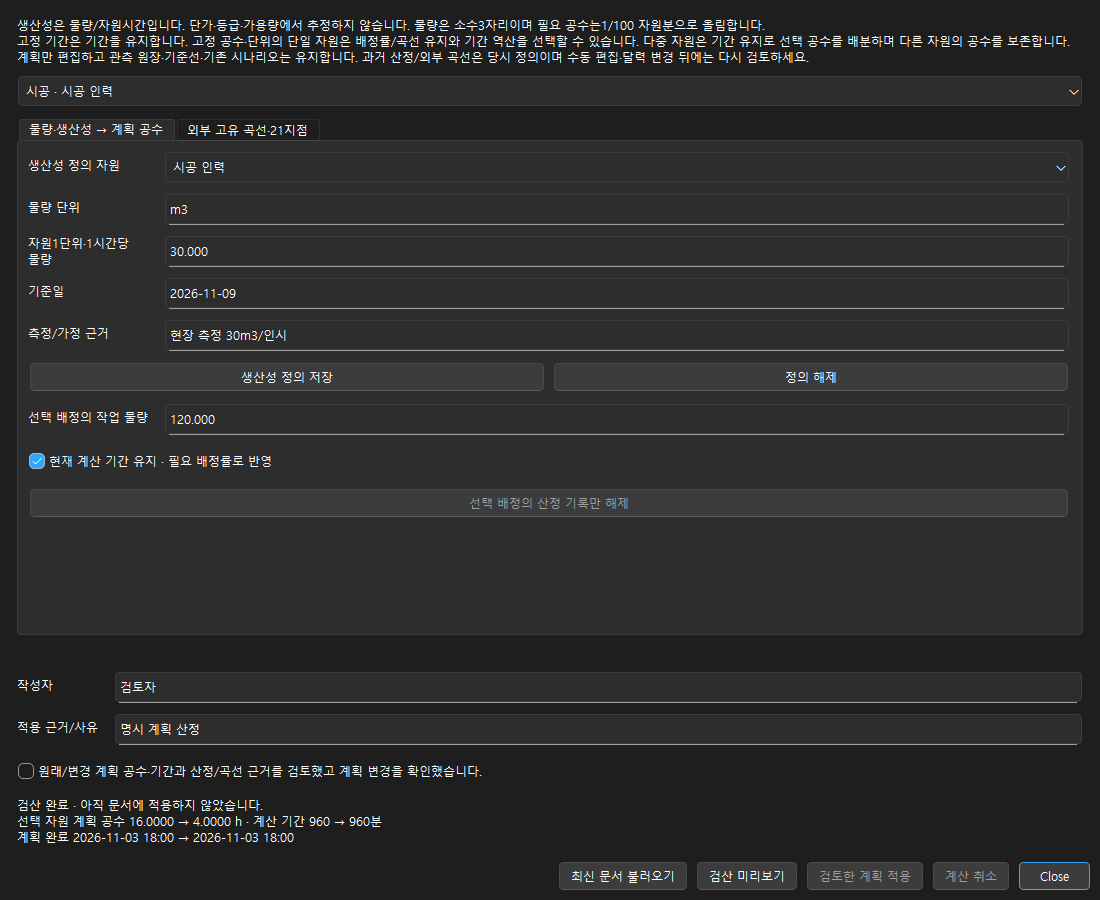 생산성은 물량/자원시간입니다. 단가·등급·가용량에서 추정하지 않습니다. 물량은 소수3자리이며 필요 공수는1/100 자원분으로 올림합니다.
고정 기간은 기간을 유지합니다. 고정 공수·단위의 단일 자원은 배정률/곡선 유지와 기간 역산을 선택할 수 있습니다. 다중 자원은 기간 유지로 선택 공수를 배분하며 다른 자원의 공수를 보존합니다.
계획만 편집하고 관측 원장·기준선·기존 시나리오는 유지합니다. 과거 산정/외부 곡선은 당시 정의이며 수동 편집·달력 변경 뒤에는 다시 검토하세요.
시공 · 시공 인력
물량·생산성 → 계획 공수
외부 고유 곡선·21지점
생산성 정의 자원
시공 인력
물량 단위
m3
자원1단위·1시간당
물량
30.000
기준일
2026-11-09
측정/가정 근거
현장 측정 30m3/인시
생산성 정의 저장
정의 해제
선택 배정의 작업 물량
120.000
현재 계산 기간 유지 · 필요 배정률로 반영
선택 배정의 산정 기록만 해제
작성자
검토자
적용 근거/사유
명시 계획 산정
원래/변경 계획 공수·기간과 산정/곡선 근거를 검토했고 계획 변경을 확인했습니다.
검산 완료 · 아직 문서에 적용하지 않았습니다.
선택 자원 계획 공수 16.0000 → 4.0000 h · 계산 기간 960 → 960분
계획 완료 2026-11-03 18:00 → 2026-11-03 18:00
최신 문서 불러오기
검산 미리보기
검토한 계획 적용
계산 취소
Close